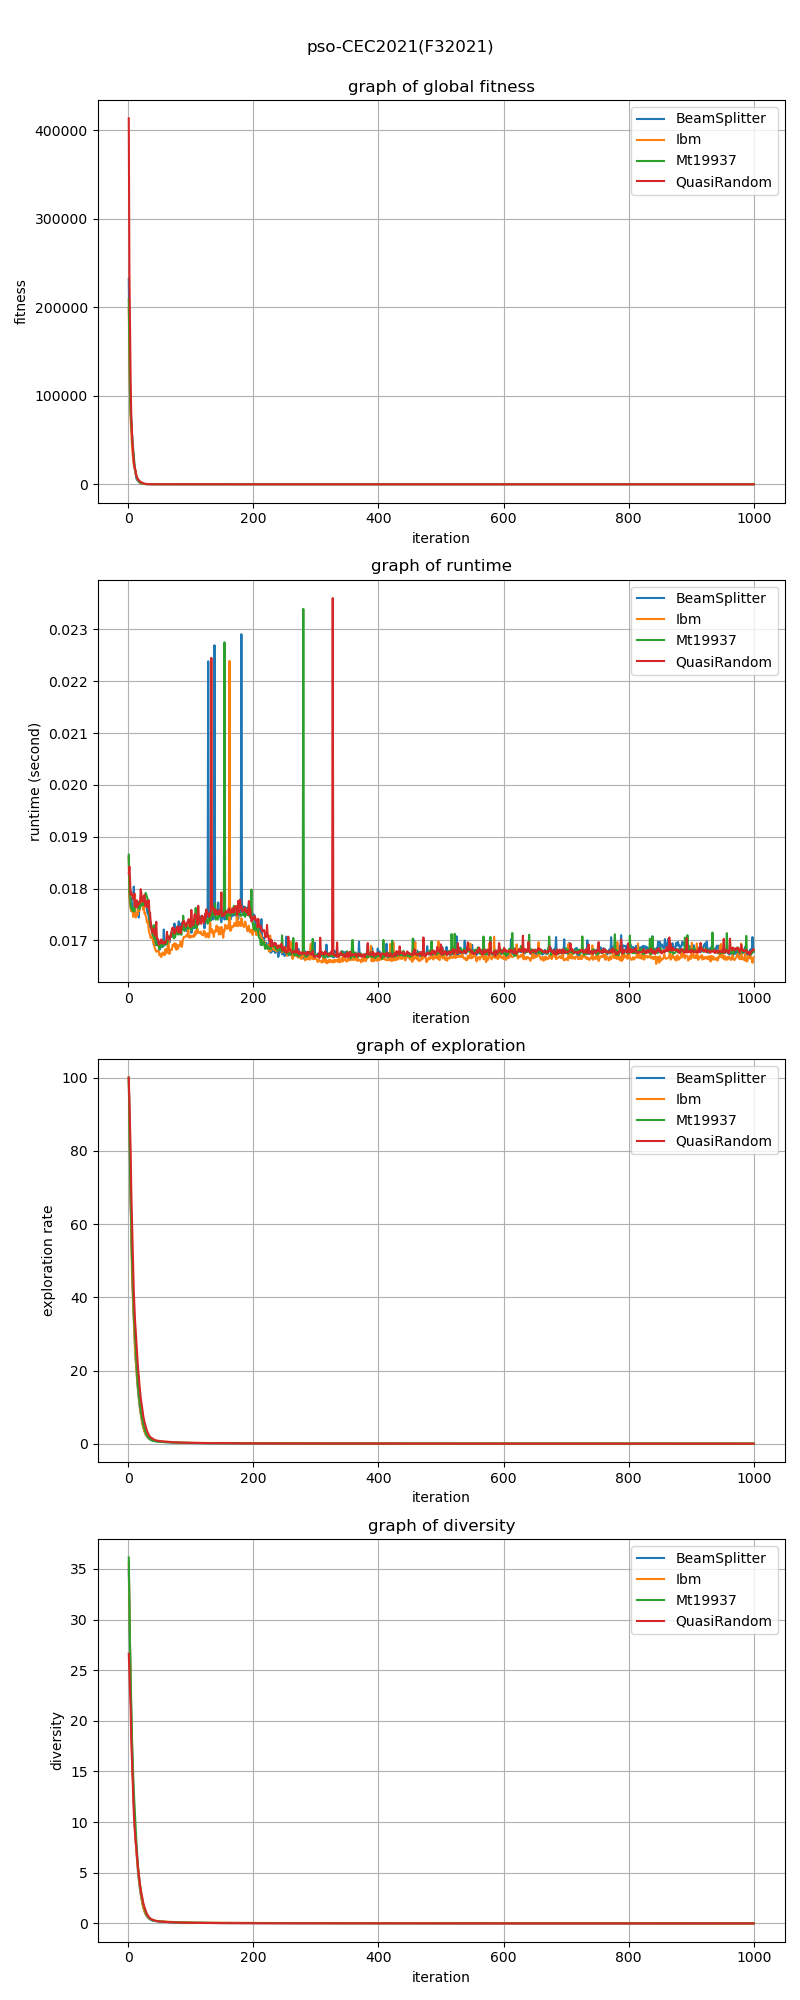 pso-CEC2021(F32021)
graph of global fitness
BeamSplitter
Ibm
Mt19937
QuasiRandom
400000
300000
200000
100000
0
fitness
0 200 400 600 800 1000
iteration
graph of runtime
BeamSplitter
Ibm
Mt19937
QuasiRandom
0.023
0.022
0.021
0.020
0.019
0.018
0.017
runtime (second)
0 200 400 600 800 1000
iteration
graph of exploration
BeamSplitter
Ibm
Mt19937
QuasiRandom
100
80
60
40
20
0
exploration rate
0 200 400 600 800 1000
iteration
graph of diversity
BeamSplitter
Ibm
Mt19937
QuasiRandom
35
30
25
20
15
10
5
0
diversity
0 200 400 600 800 1000
iteration